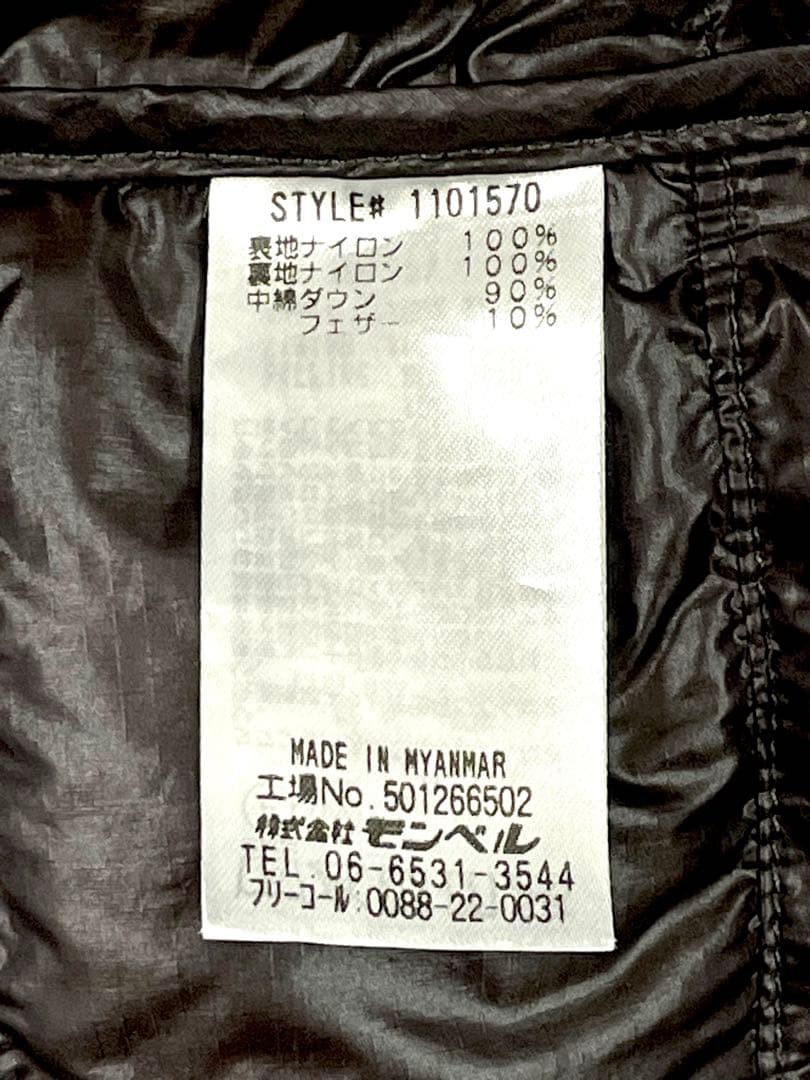 STYLE# 1101570
表地ナイロン 100%
裏地ナイロン 100%
中綿ダウン 90%
フェザー 10%
MADE IN MYANMAR
工場No.501266502
株式会社モンベル
TEL.06-6531-3544
フリーコール:0088-22-0031